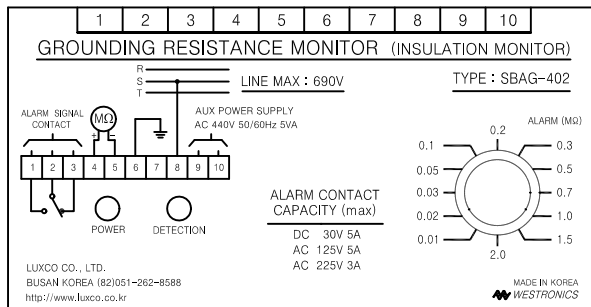 1 2 3 4 5 6 7 8 9 10
GROUNDING RESISTANCE MONITOR (INSULATION MONITOR)
R
S
T
LINE MAX : 690V
TYPE : SBAG-402
ALARM SIGNAL
CONTACT
MΩ
+ −
AUX POWER SUPPLY
AC 440V 50/60Hz 5VA
1 2 3 4 5 6 7 8 9 10
POWER
DETECTION
ALARM CONTACT
CAPACITY (max)
DC 30V 5A
AC 125V 5A
AC 225V 3A
ALARM (MΩ)
0.2
0.1 0.3
0.05 0.5
0.03 0.7
0.02 1.0
0.01 1.5
2.0
LUXCO CO., LTD.
BUSAN KOREA (82)051-262-8588
http://www.luxco.co.kr
MADE IN KOREA
WESTRONICS